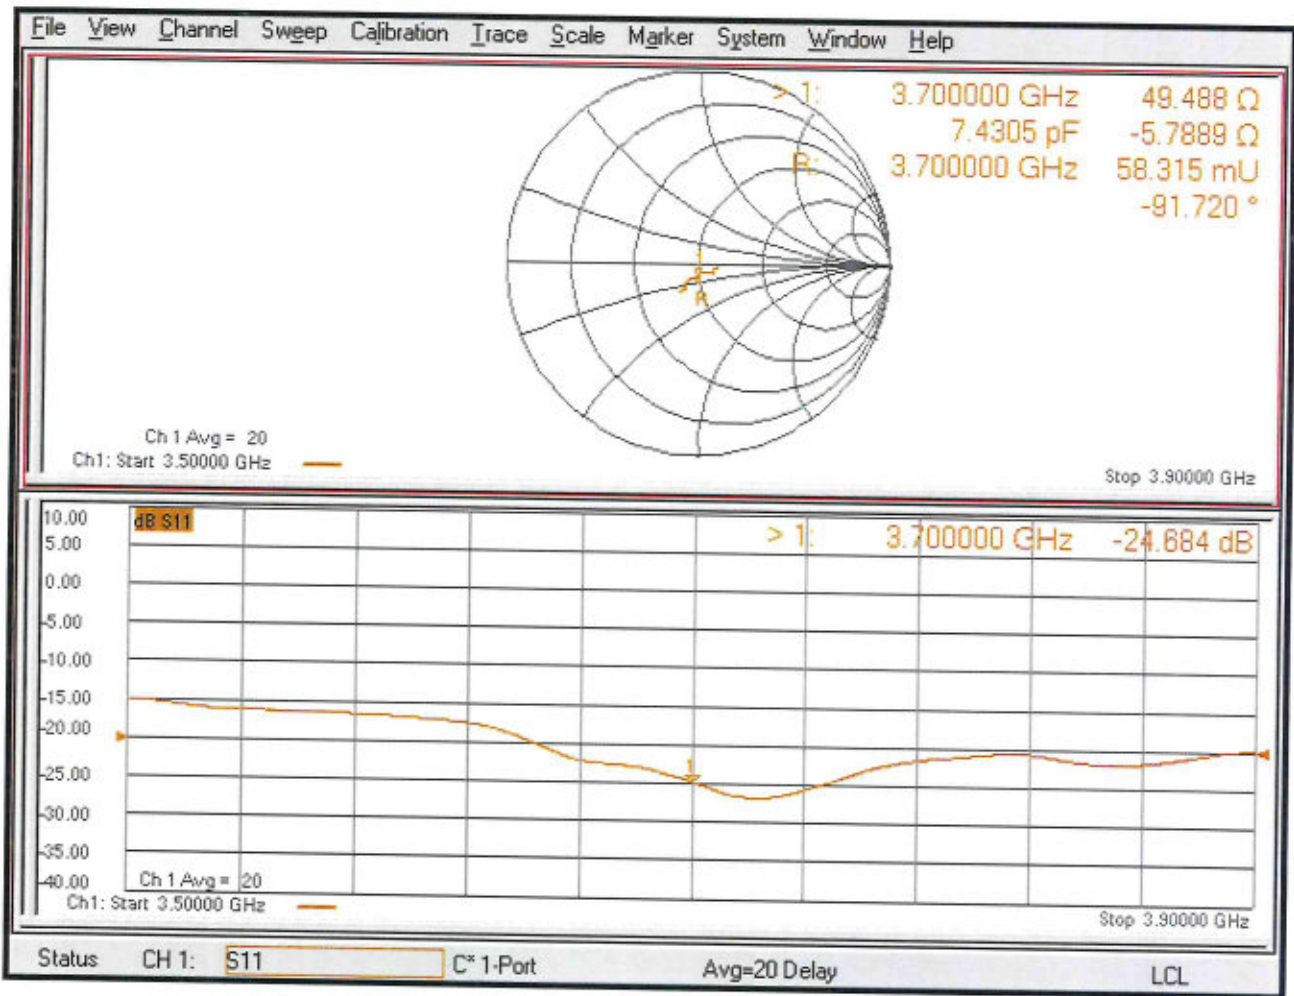 File View Channel Sweep Calibration Trace Scale Marker System Window Help
> 1: 3.700000 GHz 49.488 Ω
7.4305 pF -5.7889 Ω
R: 3.700000 GHz 58.315 mU
-91.720 °
1
R
Ch 1 Avg = 20
Ch1: Start 3.50000 GHz
Stop 3.90000 GHz
10.00
dB S11
> 1: 3.700000 GHz -24.684 dB
5.00
0.00
-5.00
-10.00
-15.00
-20.00
-25.00
1
-30.00
-35.00
-40.00
Ch 1 Avg = 20
Ch1: Start 3.50000 GHz
Stop 3.90000 GHz
Status CH 1: S11 C* 1-Port Avg=20 Delay LCL